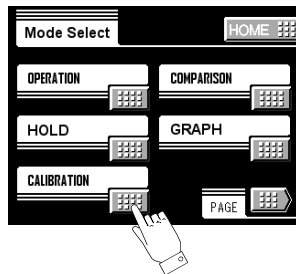 Mode Select
HOME
OPERATION
COMPARISON
HOLD
GRAPH
CALIBRATION
PAGE